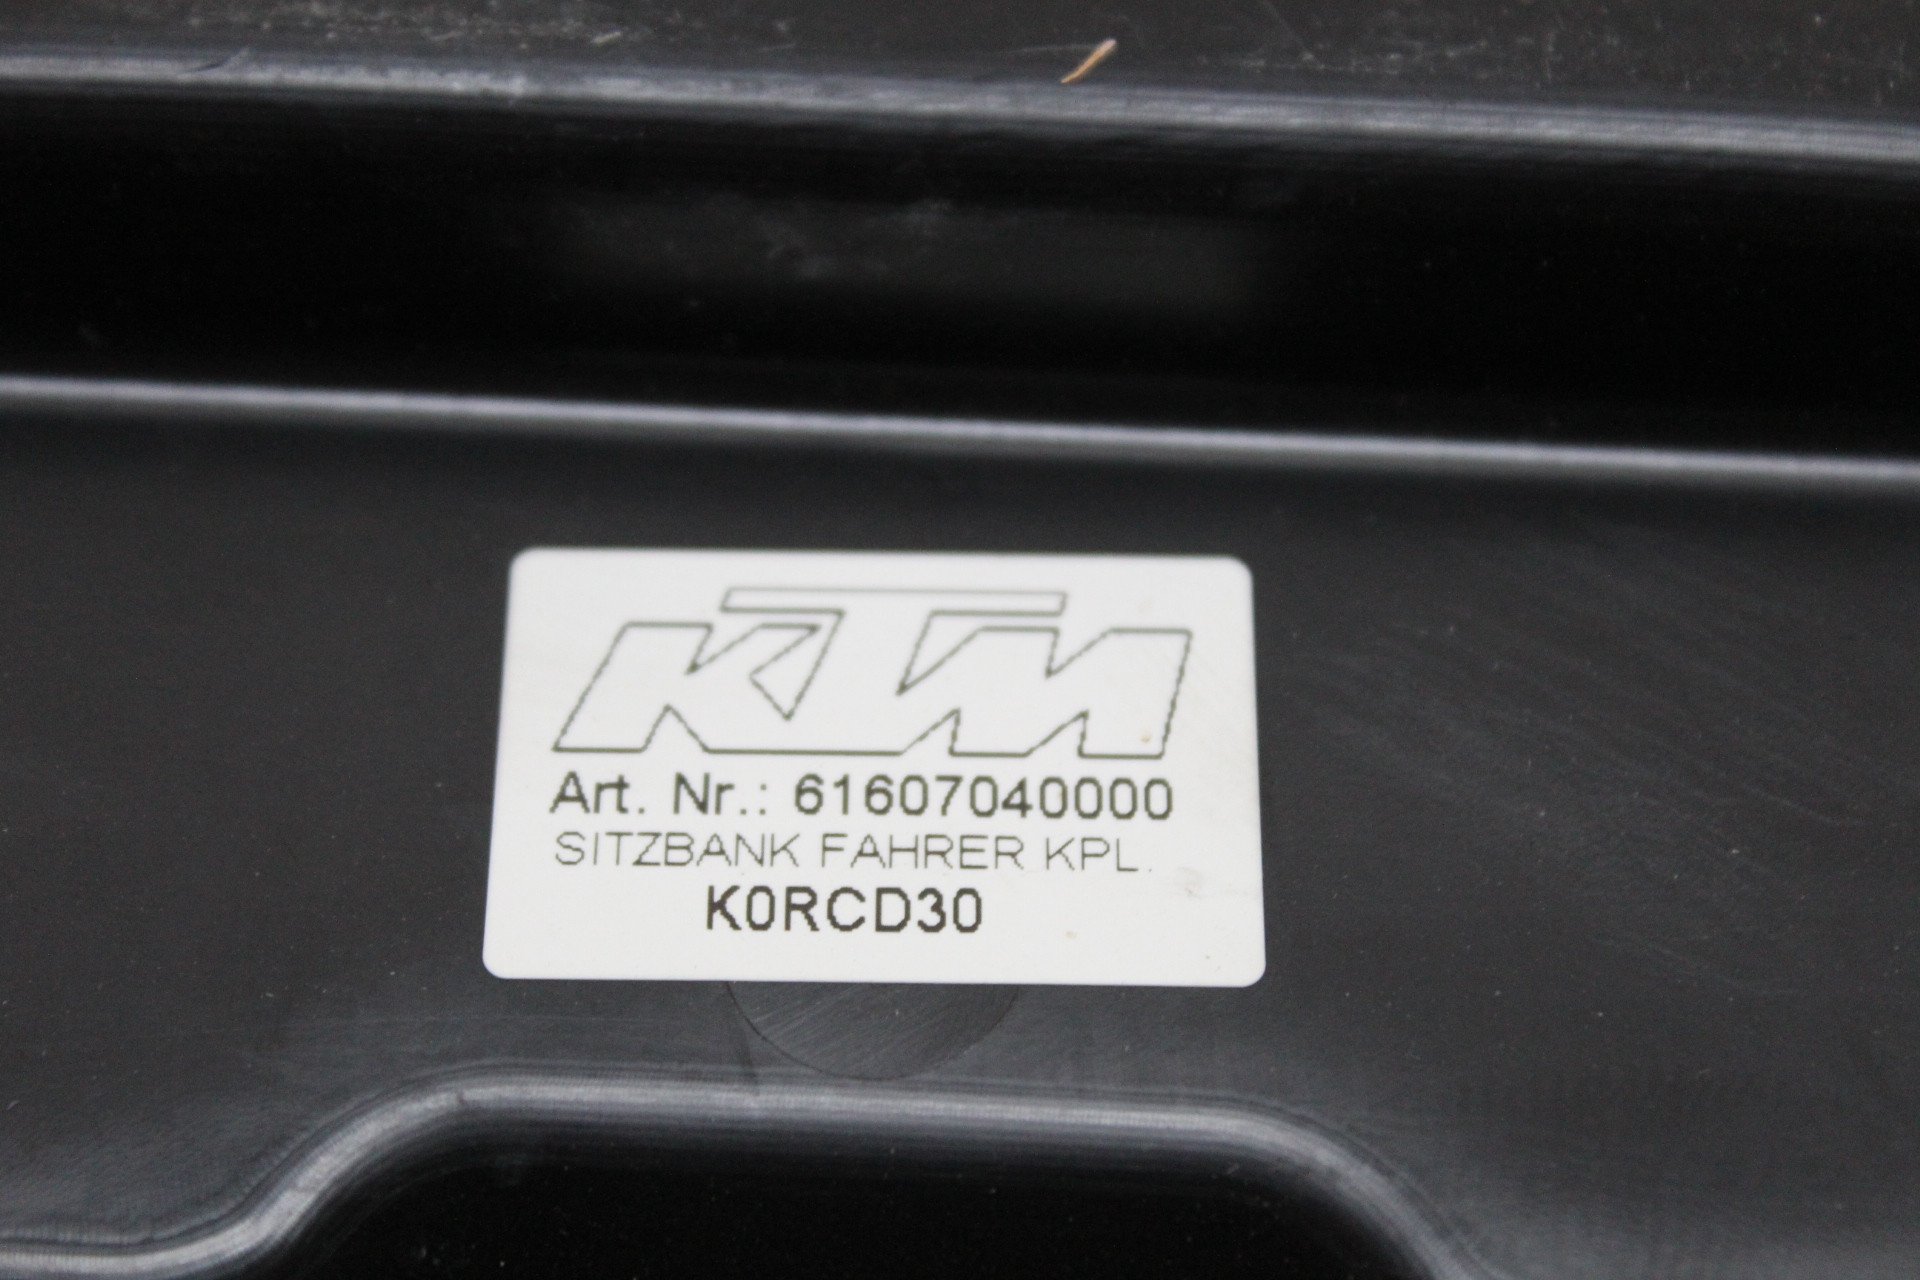 KTM
Art. Nr.: 61607040000
SITZBANK FAHRER KPL.
K0RCD30